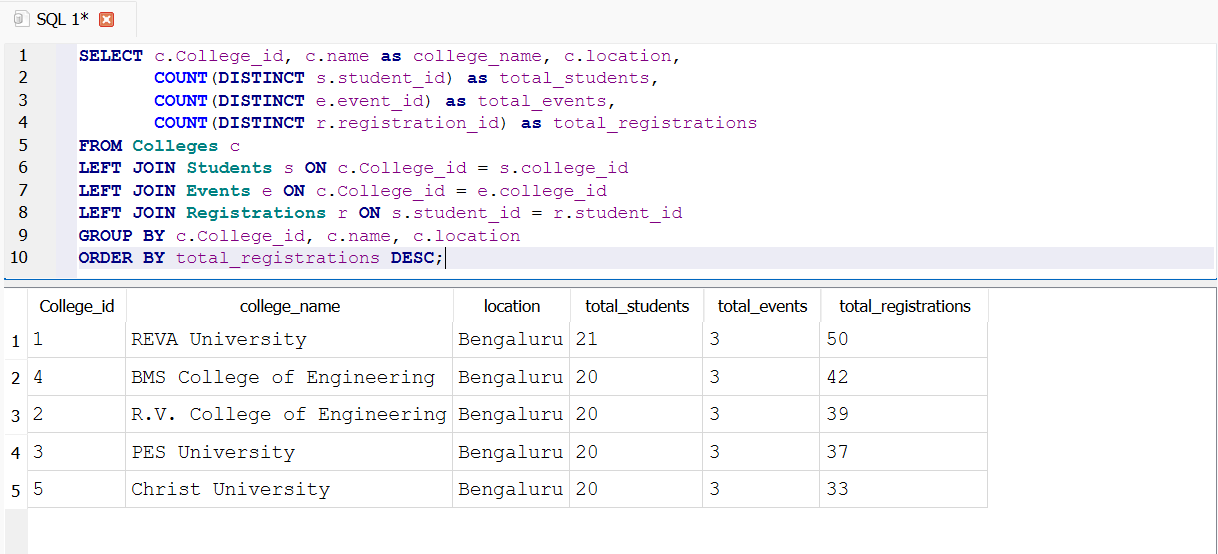 SQL 1*
1 SELECT c.College_id, c.name as college_name, c.location,
2 COUNT(DISTINCT s.student_id) as total_students,
3 COUNT(DISTINCT e.event_id) as total_events,
4 COUNT(DISTINCT r.registration_id) as total_registrations
5 FROM Colleges c
6 LEFT JOIN Students s ON c.College_id = s.college_id
7 LEFT JOIN Events e ON c.College_id = e.college_id
8 LEFT JOIN Registrations r ON s.student_id = r.student_id
9 GROUP BY c.College_id, c.name, c.location
10 ORDER BY total_registrations DESC;
College_id college_name location total_students total_events total_registrations
1 1 REVA University Bengaluru 21 3 50
2 4 BMS College of Engineering Bengaluru 20 3 42
3 2 R.V. College of Engineering Bengaluru 20 3 39
4 3 PES University Bengaluru 20 3 37
5 5 Christ University Bengaluru 20 3 33